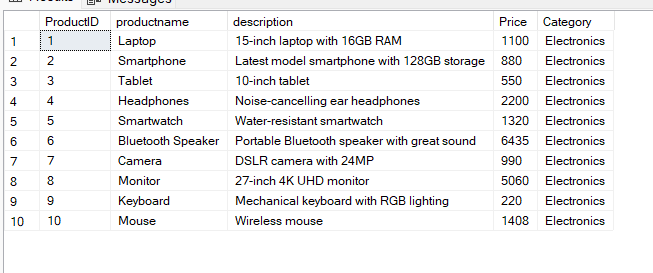 Messages
ProductID productname description Price Category
1 1 Laptop 15-inch laptop with 16GB RAM 1100 Electronics
2 2 Smartphone Latest model smartphone with 128GB storage 880 Electronics
3 3 Tablet 10-inch tablet 550 Electronics
4 4 Headphones Noise-cancelling ear headphones 2200 Electronics
5 5 Smartwatch Water-resistant smartwatch 1320 Electronics
6 6 Bluetooth Speaker Portable Bluetooth speaker with great sound 6435 Electronics
7 7 Camera DSLR camera with 24MP 990 Electronics
8 8 Monitor 27-inch 4K UHD monitor 5060 Electronics
9 9 Keyboard Mechanical keyboard with RGB lighting 220 Electronics
10 10 Mouse Wireless mouse 1408 Electronics